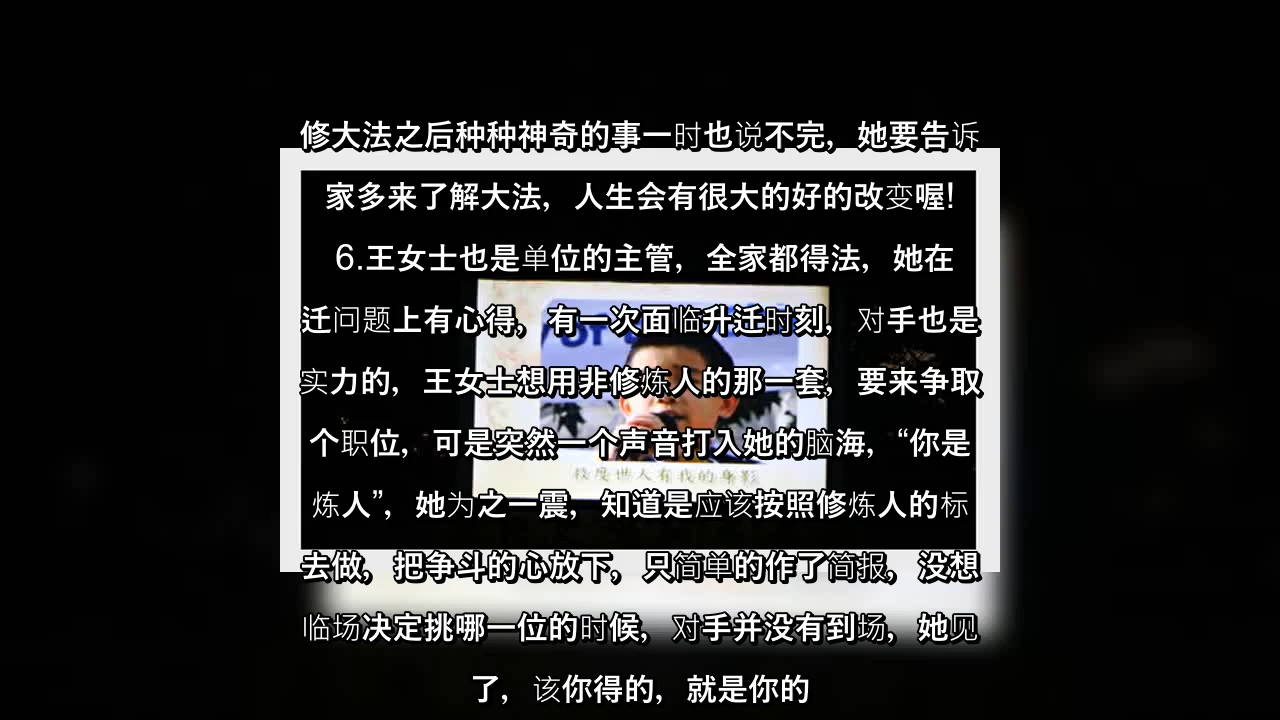 修大法之后种种神奇的事一时也说不完，她要告诉
家多来了解大法，人生会有很大的好的改变喔!
6.王女士也是单位的主管，全家都得法，她在
迁问题上有心得，有一次面临升迁时刻，对手也是
实力的，王女士想用非修炼人的那一套，要来争取
个职位，可是突然一个声音打入她的脑海，“你是
炼人”，她为之一震，知道是应该按照修炼人的标
去做，把争斗的心放下，只简单的作了简报，没想
临场决定挑哪一位的时候，对手并没有到场，她见
了，该你得的，就是你的
救度世人有我的身影